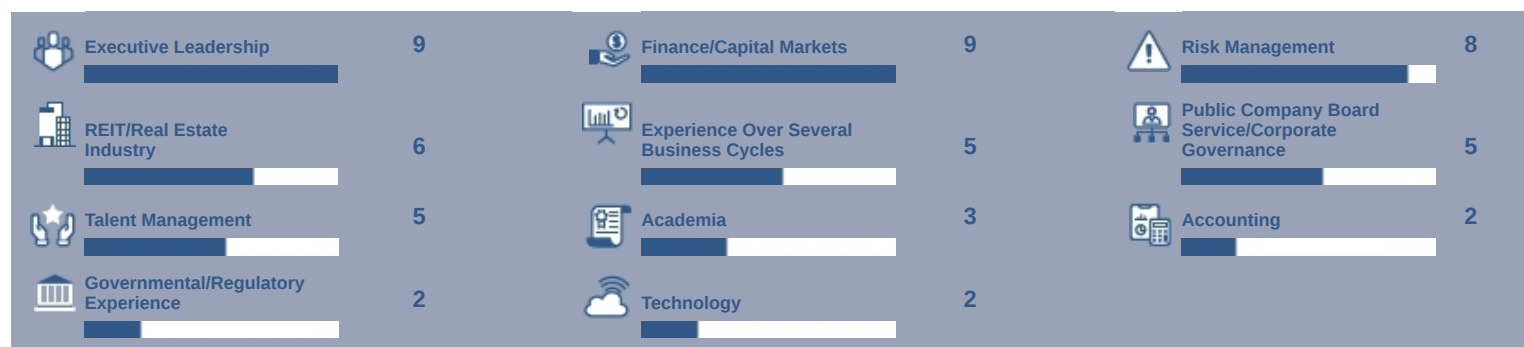 Executive Leadership 9
Finance/Capital Markets 9
Risk Management 8
REIT/Real Estate
Industry 6
Experience Over Several
Business Cycles 5
Public Company Board
Service/Corporate
Governance 5
Talent Management 5
Academia 3
Accounting 2
Governmental/Regulatory
Experience 2
Technology 2